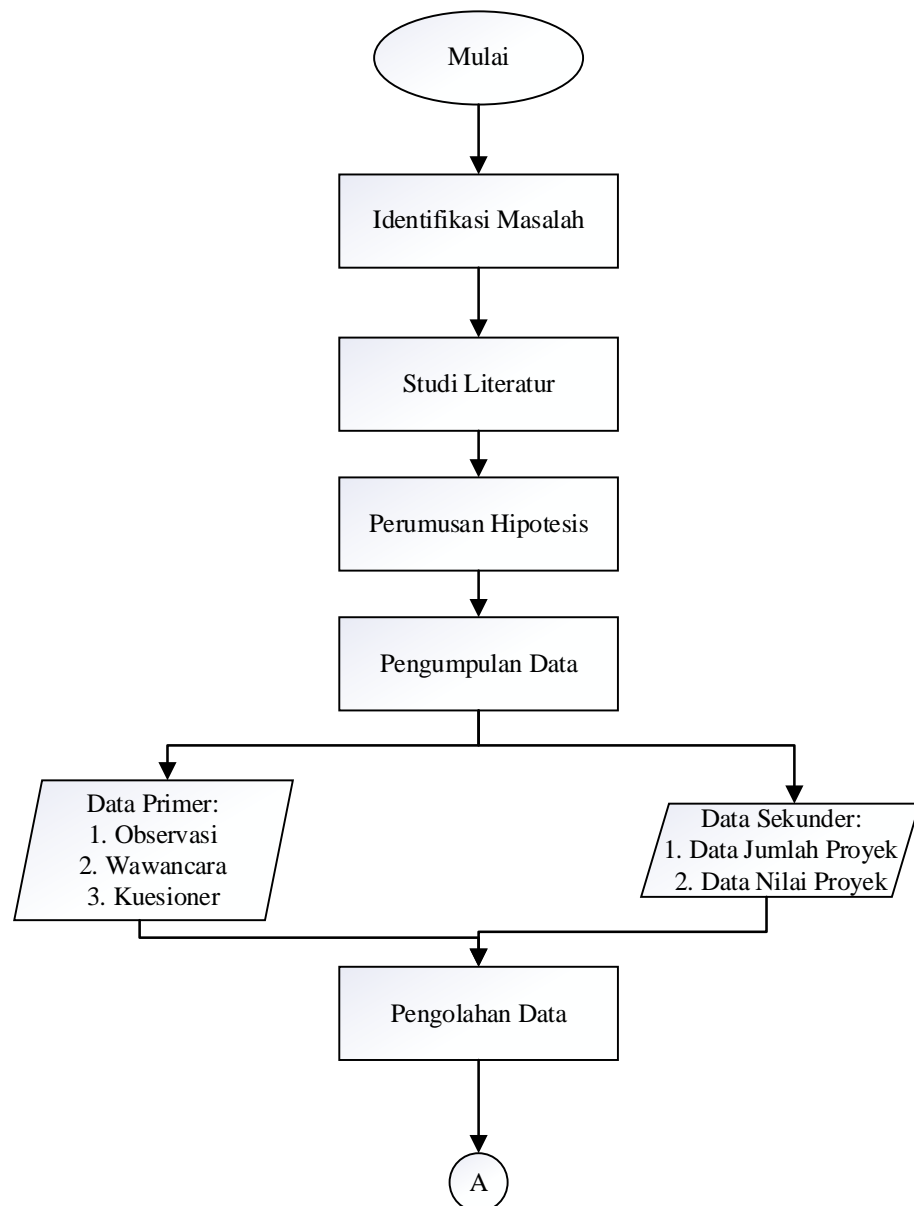 Mulai
Identifikasi Masalah
Studi Literatur
Perumusan Hipotesis
Pengumpulan Data
Data Primer:
1. Observasi
2. Wawancara
3. Kuesioner
Data Sekunder:
1. Data Jumlah Proyek
2. Data Nilai Proyek
Pengolahan Data
A